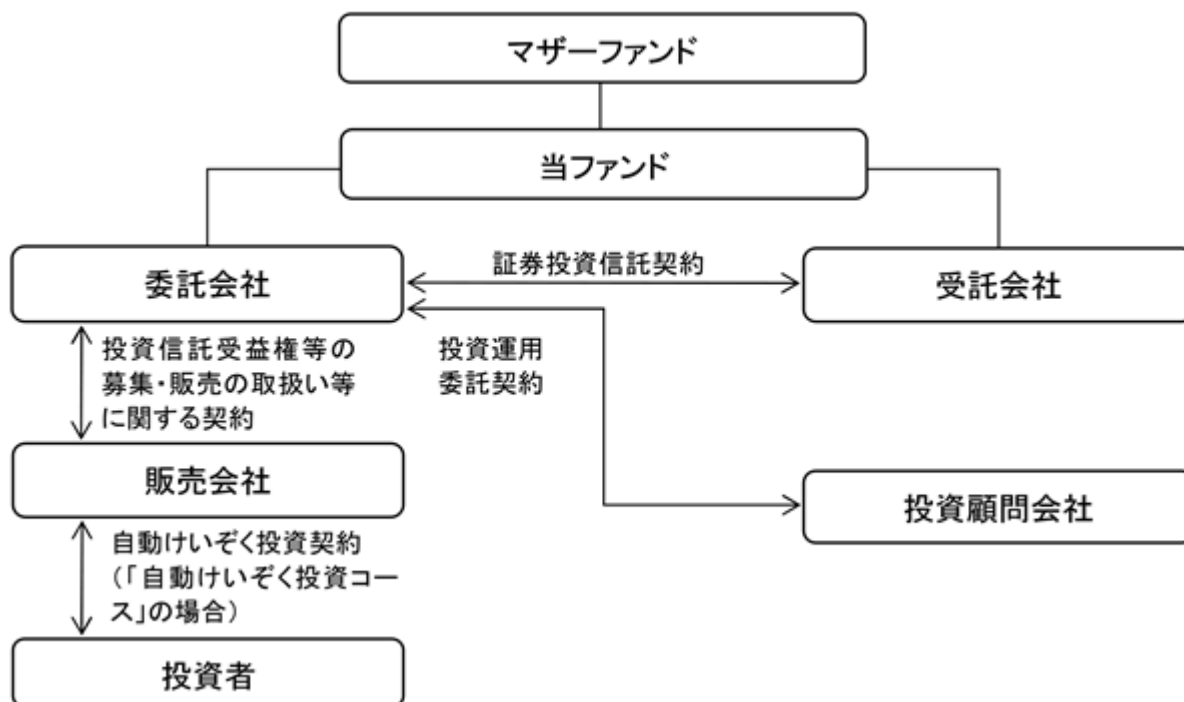 マザーファンド
当ファンド
委託会社
証券投資信託契約
受託会社
投資信託受益権等の
募集・販売の取扱い等
に関する契約
投資運用
委託契約
販売会社
投資顧問会社
自動けいぞく投資契約
(「自動けいぞく投資コー
ス」の場合)
投資者